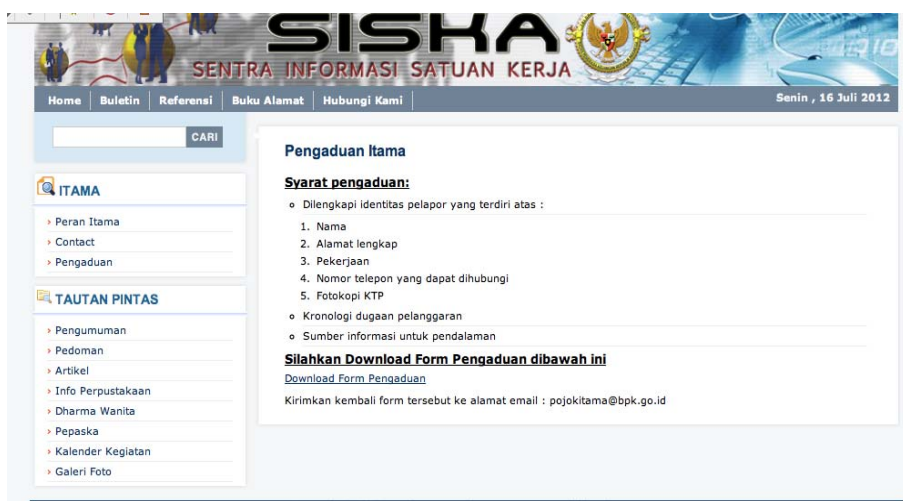 SISKA
SENTRA INFORMASI SATUAN KERJA
Home Buletin Referensi Buku Alamat Hubungi Kami Senin , 16 Juli 2012
CARI
ITAMA
› Peran Itama
› Contact
› Pengaduan
TAUTAN PINTAS
› Pengumuman
› Pedoman
› Artikel
› Info Perpustakaan
› Dharma Wanita
› Pepaska
› Kalender Kegiatan
› Galeri Foto
Pengaduan Itama
Syarat pengaduan:
Dilengkapi identitas pelapor yang terdiri atas :
1. Nama
2. Alamat lengkap
3. Pekerjaan
4. Nomor telepon yang dapat dihubungi
5. Fotokopi KTP
Kronologi dugaan pelanggaran
Sumber informasi untuk pendalaman
Silahkan Download Form Pengaduan dibawah ini
Download Form Pengaduan
Kirimkan kembali form tersebut ke alamat email : pojokitama@bpk.go.id